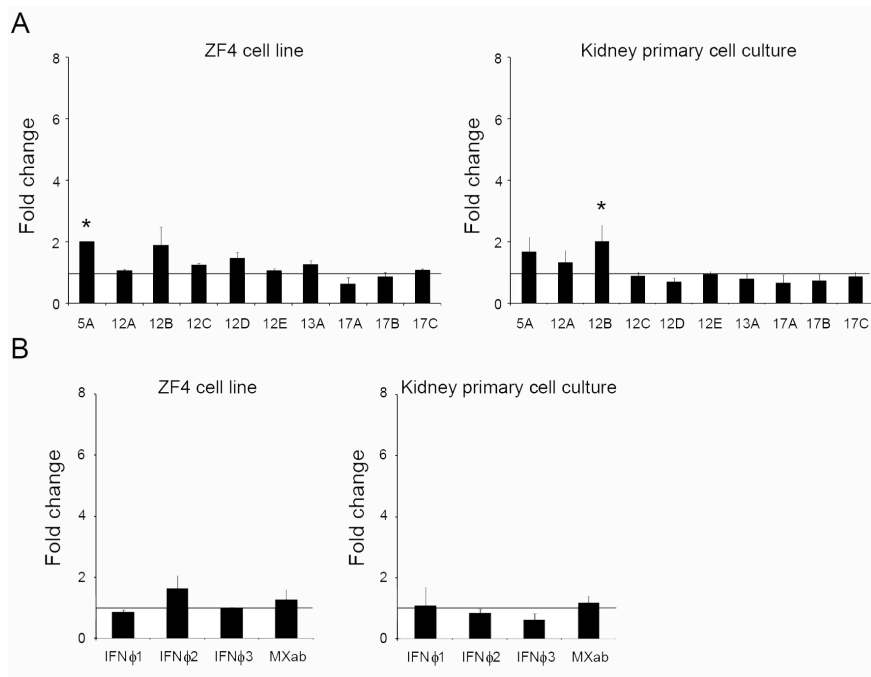 A
ZF4 cell line
Fold change
8
6
4
2
0
*
5A 12A 12B 12C 12D 12E 13A 17A 17B 17C
Kidney primary cell culture
Fold change
8
6
4
2
0
*
5A 12A 12B 12C 12D 12E 13A 17A 17B 17C
B
ZF4 cell line
Fold change
8
6
4
2
0
IFNϕ1 IFNϕ2 IFNϕ3 MXab
Kidney primary cell culture
Fold change
8
6
4
2
0
IFNϕ1 IFNϕ2 IFNϕ3 MXab